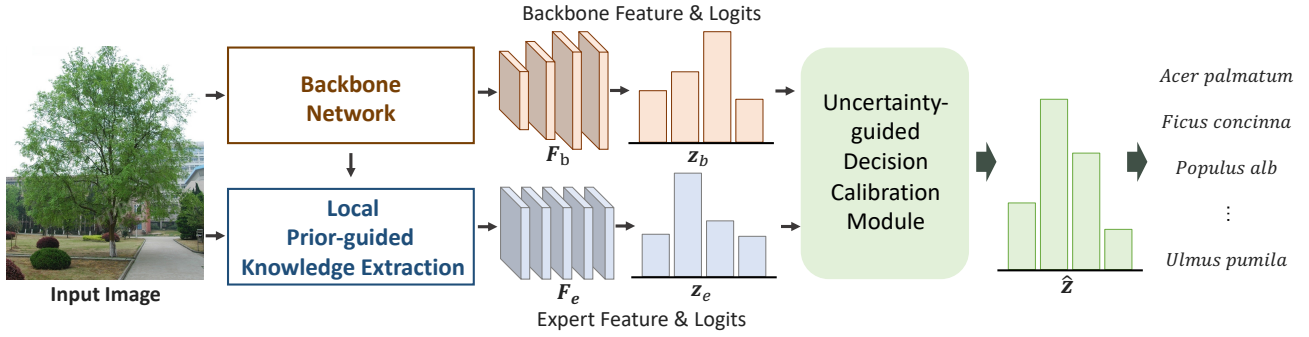 Backbone Feature & Logits
Backbone
Network
F_b
z_b
Uncertainty-
guided
Decision
Calibration
Module
Acer palmatum
Ficus concinna
Populus alb
⋮
Ulmus pumila
Local
Prior-guided
Knowledge Extraction
Input Image
F_e
z_e
ẑ
Expert Feature & Logits